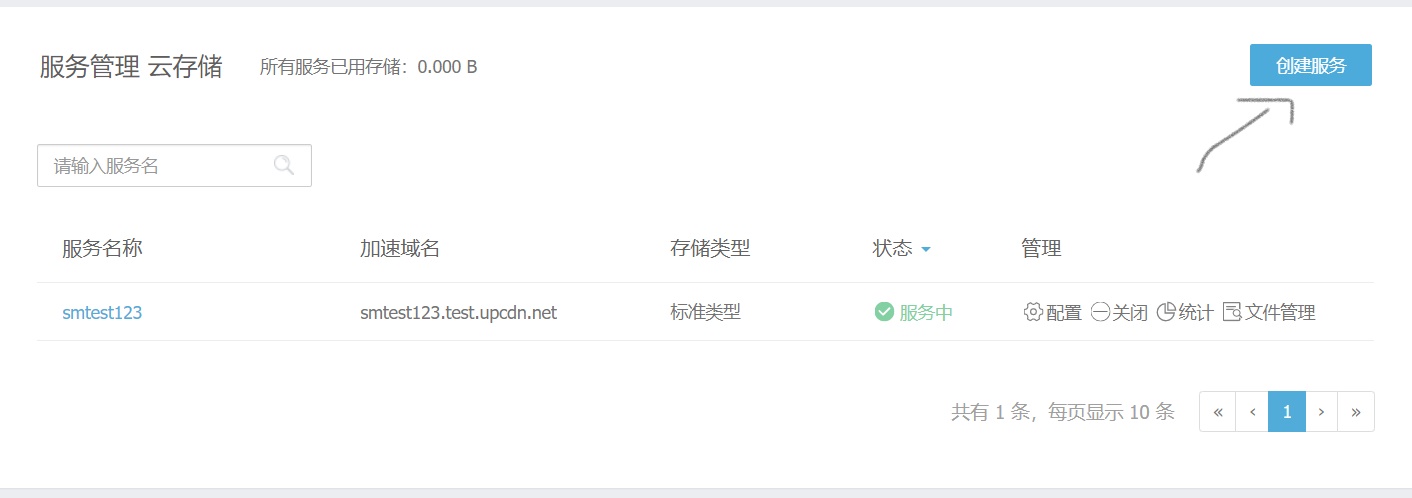 服务管理 云存储 所有服务已用存储：0.000 B 创建服务
请输入服务名
服务名称 加速域名 存储类型 状态 管理
smtest123 smtest123.test.upcdn.net 标准类型 服务中 配置 关闭 统计 文件管理
共有 1 条，每页显示 10 条 « ‹ 1 › »